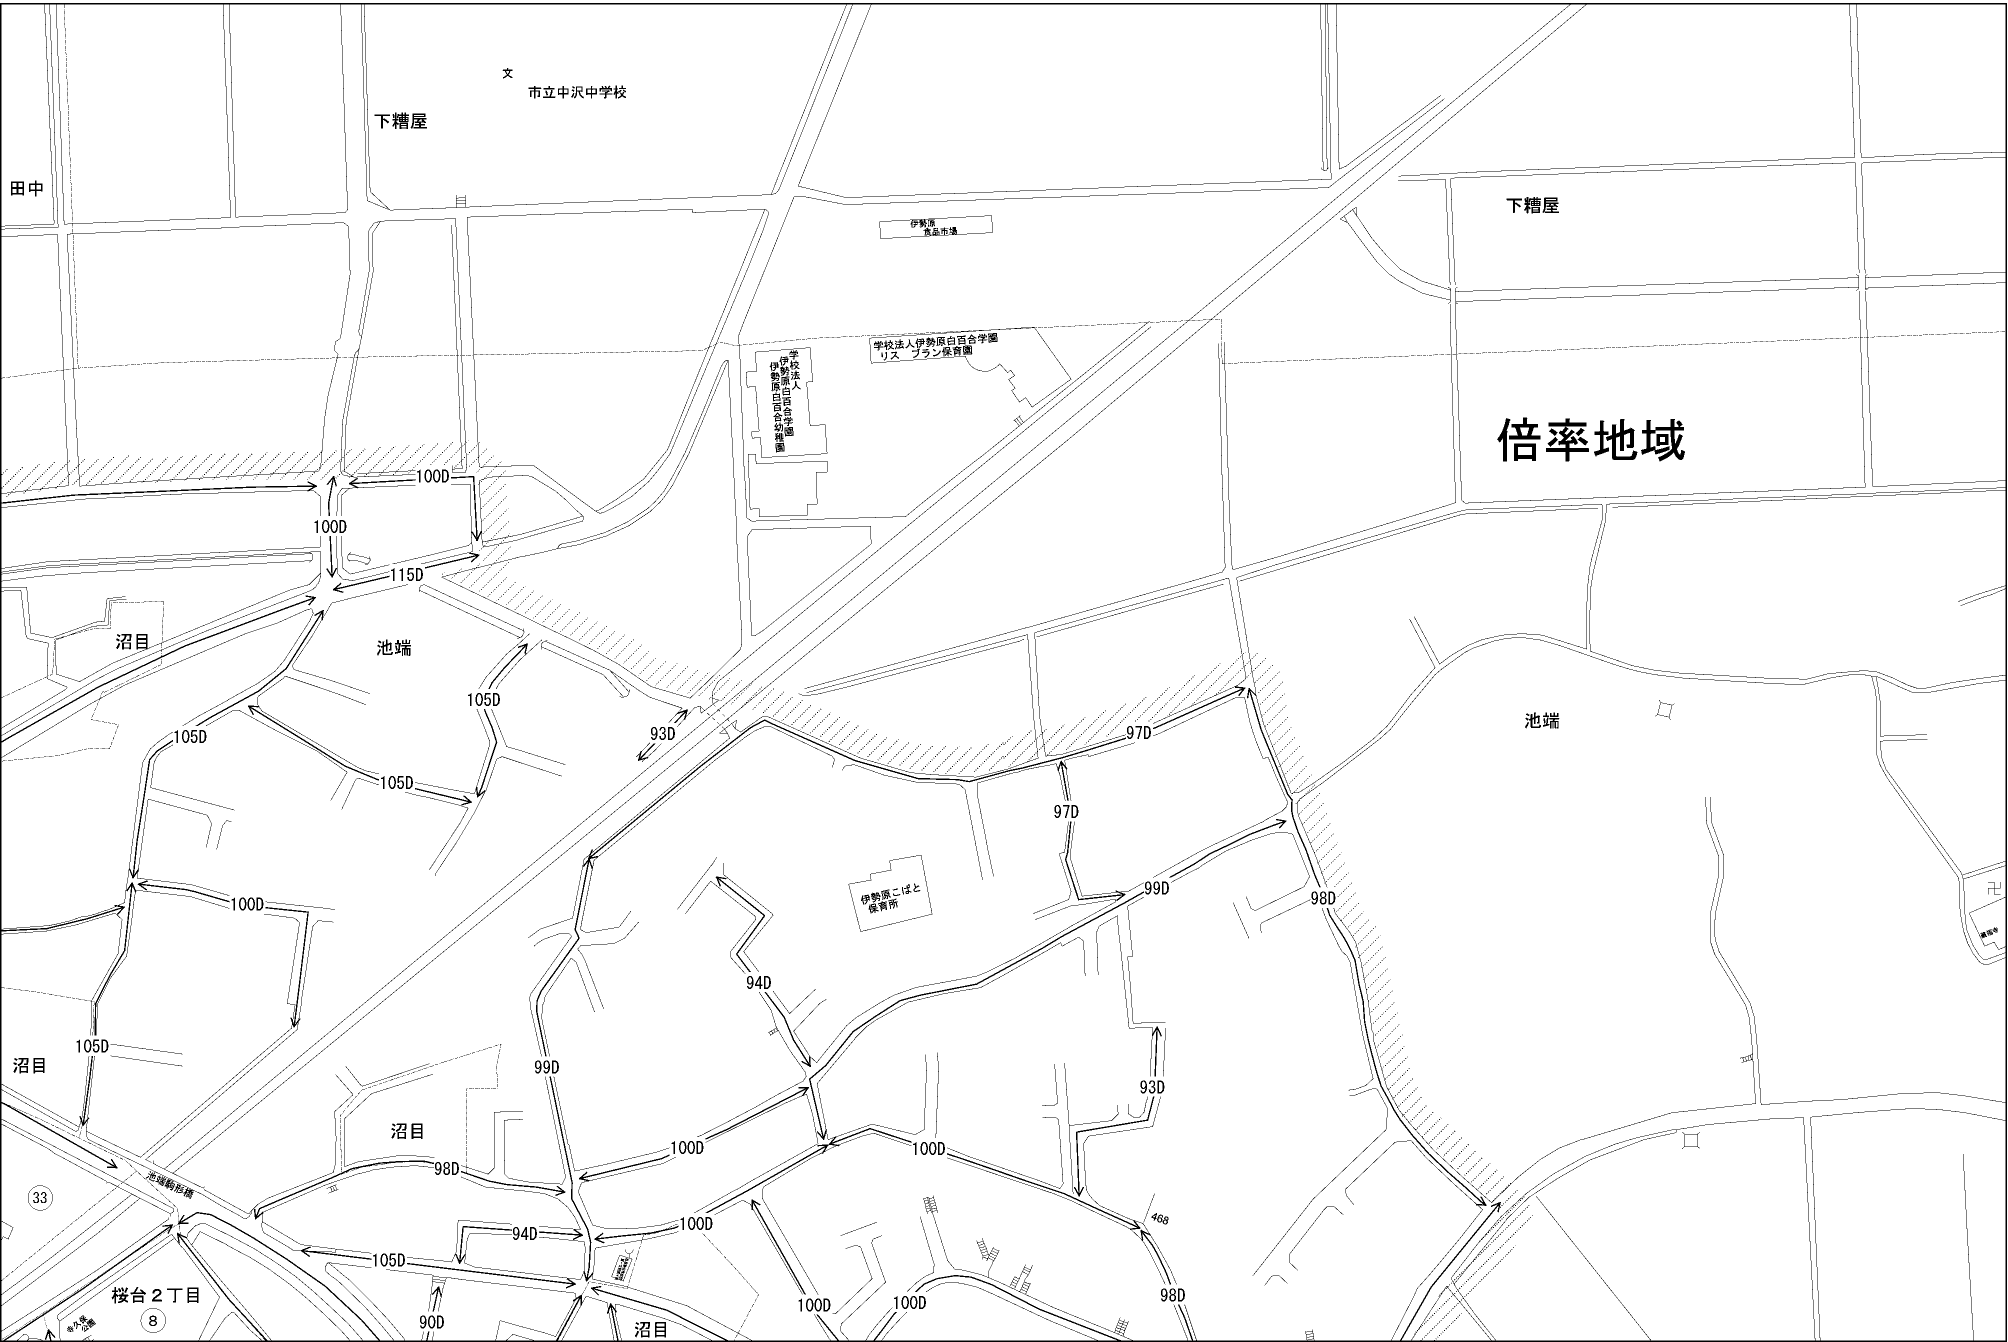 文
市立中沢中学校
下糟屋
田中
下糟屋
伊勢原
食品市場
学校法人伊勢原白百合学園
リス ブラン保育園
学校法人
伊勢原白百合学園
伊勢原白百合幼稚園
倍率地域
100D
100D
115D
沼目
池端
105D
93D
105D
97D
池端
105D
97D
99D
98D
100D
伊勢原こばと
保育所
94D
105D
沼目
99D
93D
沼目
100D
100D
98D
池端駒形橋
33
468
100D
94D
105D
98D
100D
100D
桜台２丁目
8
寺久保
公園
90D
沼目